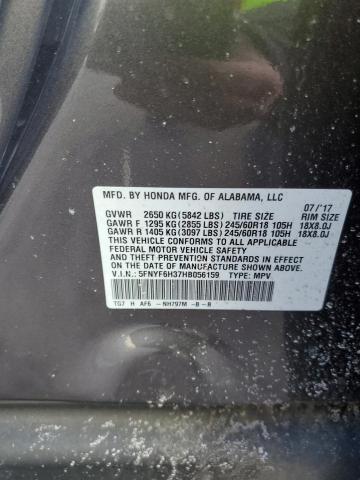 MFD. BY HONDA MFG. OF ALABAMA, LLC
07/'17
GVWR 2650 KG (5842 LBS) TIRE SIZE RIM SIZE
GAWR F 1295 KG (2855 LBS) 245/60R18 105H 18X8.0J
GAWR R 1405 KG (3097 LBS) 245/60R18 105H 18X8.0J
THIS VEHICLE CONFORMS TO ALL APPLICABLE
FEDERAL MOTOR VEHICLE SAFETY
AND THEFT PREVENTION STANDARDS IN EFFECT
ON THE DATE OF MANUFACTURE SHOWN ABOVE.
V.I.N.: 5FNYF6H37HB056159 TYPE: MPV
TG7 H AF6 -NH797M -B -B